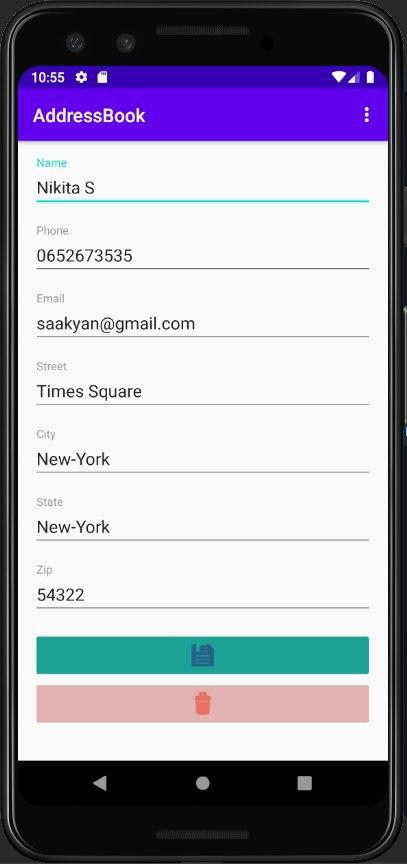 10:55
AddressBook
Name
Nikita S
Phone
0652673535
Email
saakyan@gmail.com
Street
Times Square
City
New-York
State
New-York
Zip
54322